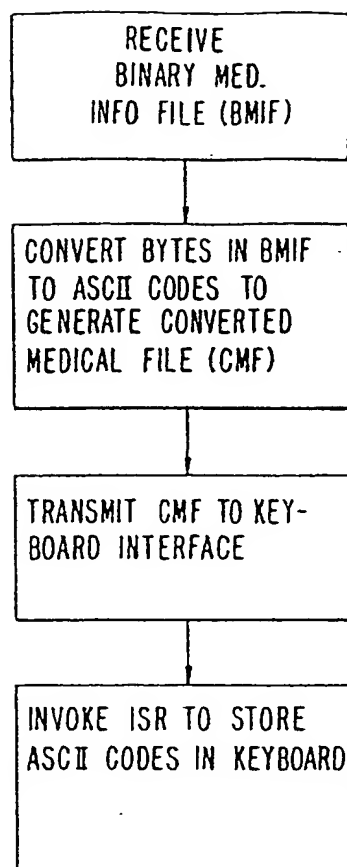 RECEIVE
BINARY MED.
INFO FILE (BMIF)
CONVERT BYTES IN BMIF
TO ASCII CODES TO
GENERATE CONVERTED
MEDICAL FILE (CMF)
TRANSMIT CMF TO KEY-
BOARD INTERFACE
INVOKE ISR TO STORE
ASCII CODES IN KEYBOARD